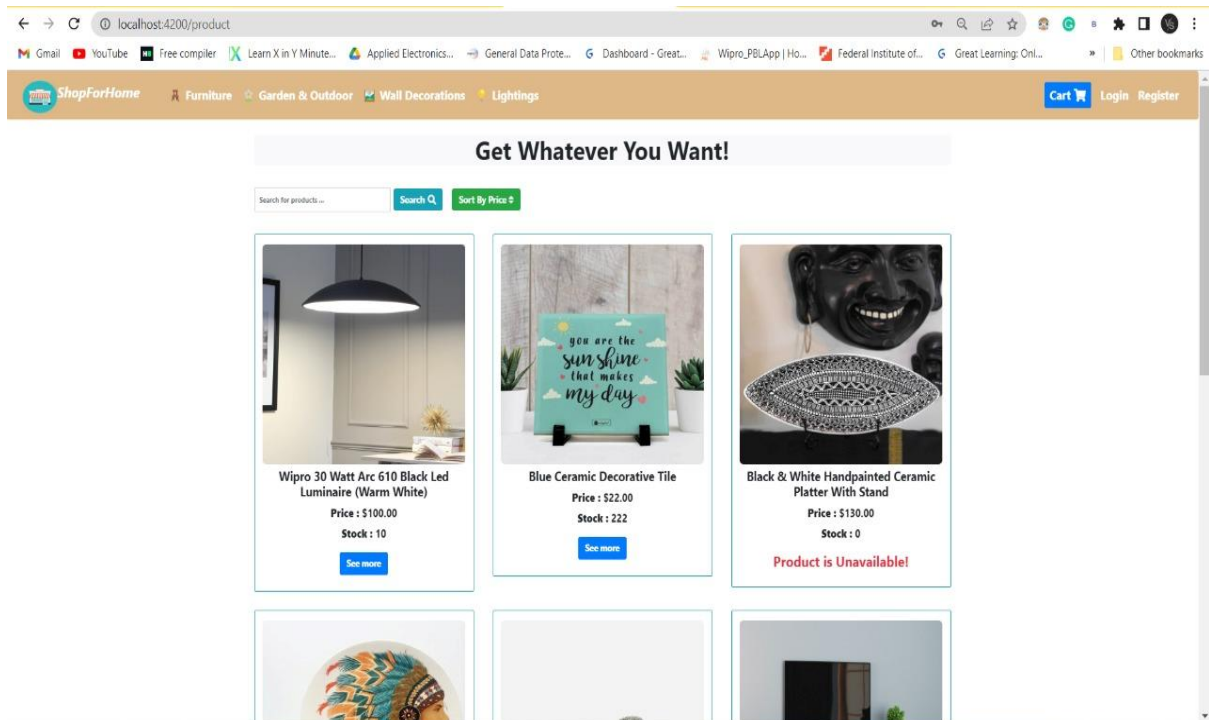 localhost:4200/product
Gmail YouTube Free compiler Learn X in Y Minute... Applied Electronics... General Data Prote... Dashboard - Great... Wipro_PBLApp | Ho... Federal Institute of... Great Learning: Onl... » Other bookmarks
ShopForHome Furniture Garden & Outdoor Wall Decorations Lightings Cart Login Register
Get Whatever You Want!
Search for products ... Search Sort By Price
you are the
sunshine
that makes
my day
Wipro 30 Watt Arc 610 Black Led
Luminaire (Warm White)
Price : $100.00
Stock : 10
See more
Blue Ceramic Decorative Tile
Price : $22.00
Stock : 222
See more
Black & White Handpainted Ceramic
Platter With Stand
Price : $130.00
Stock : 0
Product is Unavailable!